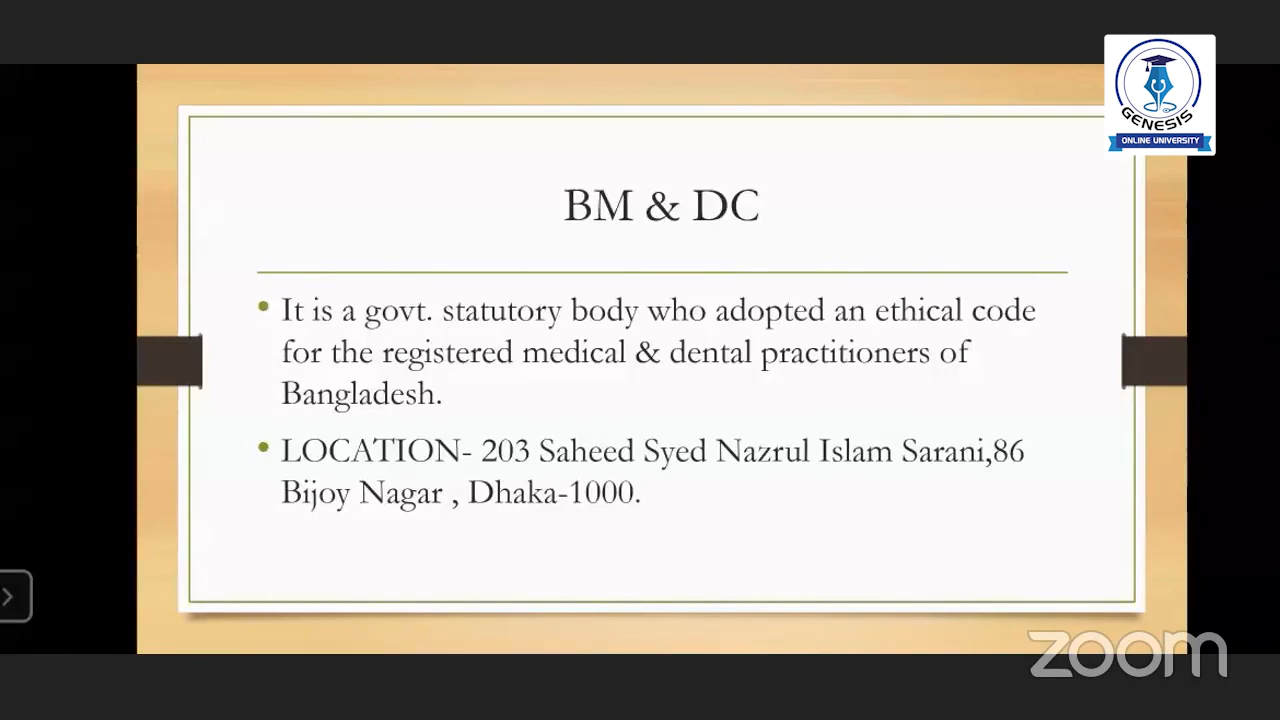 GENESIS
ONLINE UNIVERSITY
BM & DC
• It is a govt. statutory body who adopted an ethical code
for the registered medical & dental practitioners of
Bangladesh.
• LOCATION- 203 Saheed Syed Nazrul Islam Sarani,86
Bijoy Nagar , Dhaka-1000.
zoom